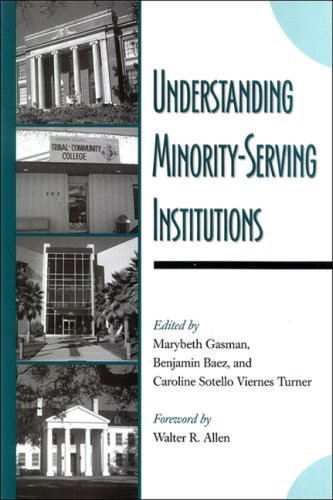 UNDERSTANDING
MINORITY-SERVING
INSTITUTIONS
TRIBAL COMMUNITY
COLLEGE
Edited by
Marybeth Gasman,
Benjamin Baez, and
Caroline Sotello Viernes Turner
Foreword by
Walter R. Allen